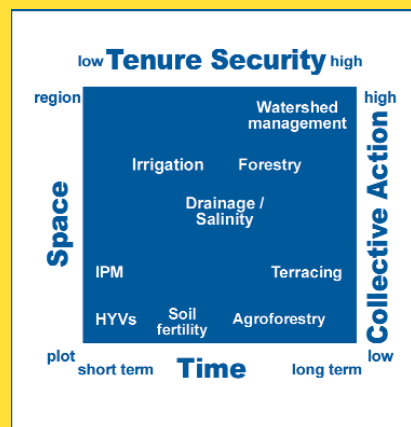 low Tenure Security high
region
high
Watershed
management
Irrigation
Forestry
Drainage /
Salinity
Space
Collective Action
IPM
Terracing
HYVs
Soil
fertility
Agroforestry
plot
low
short term Time long term